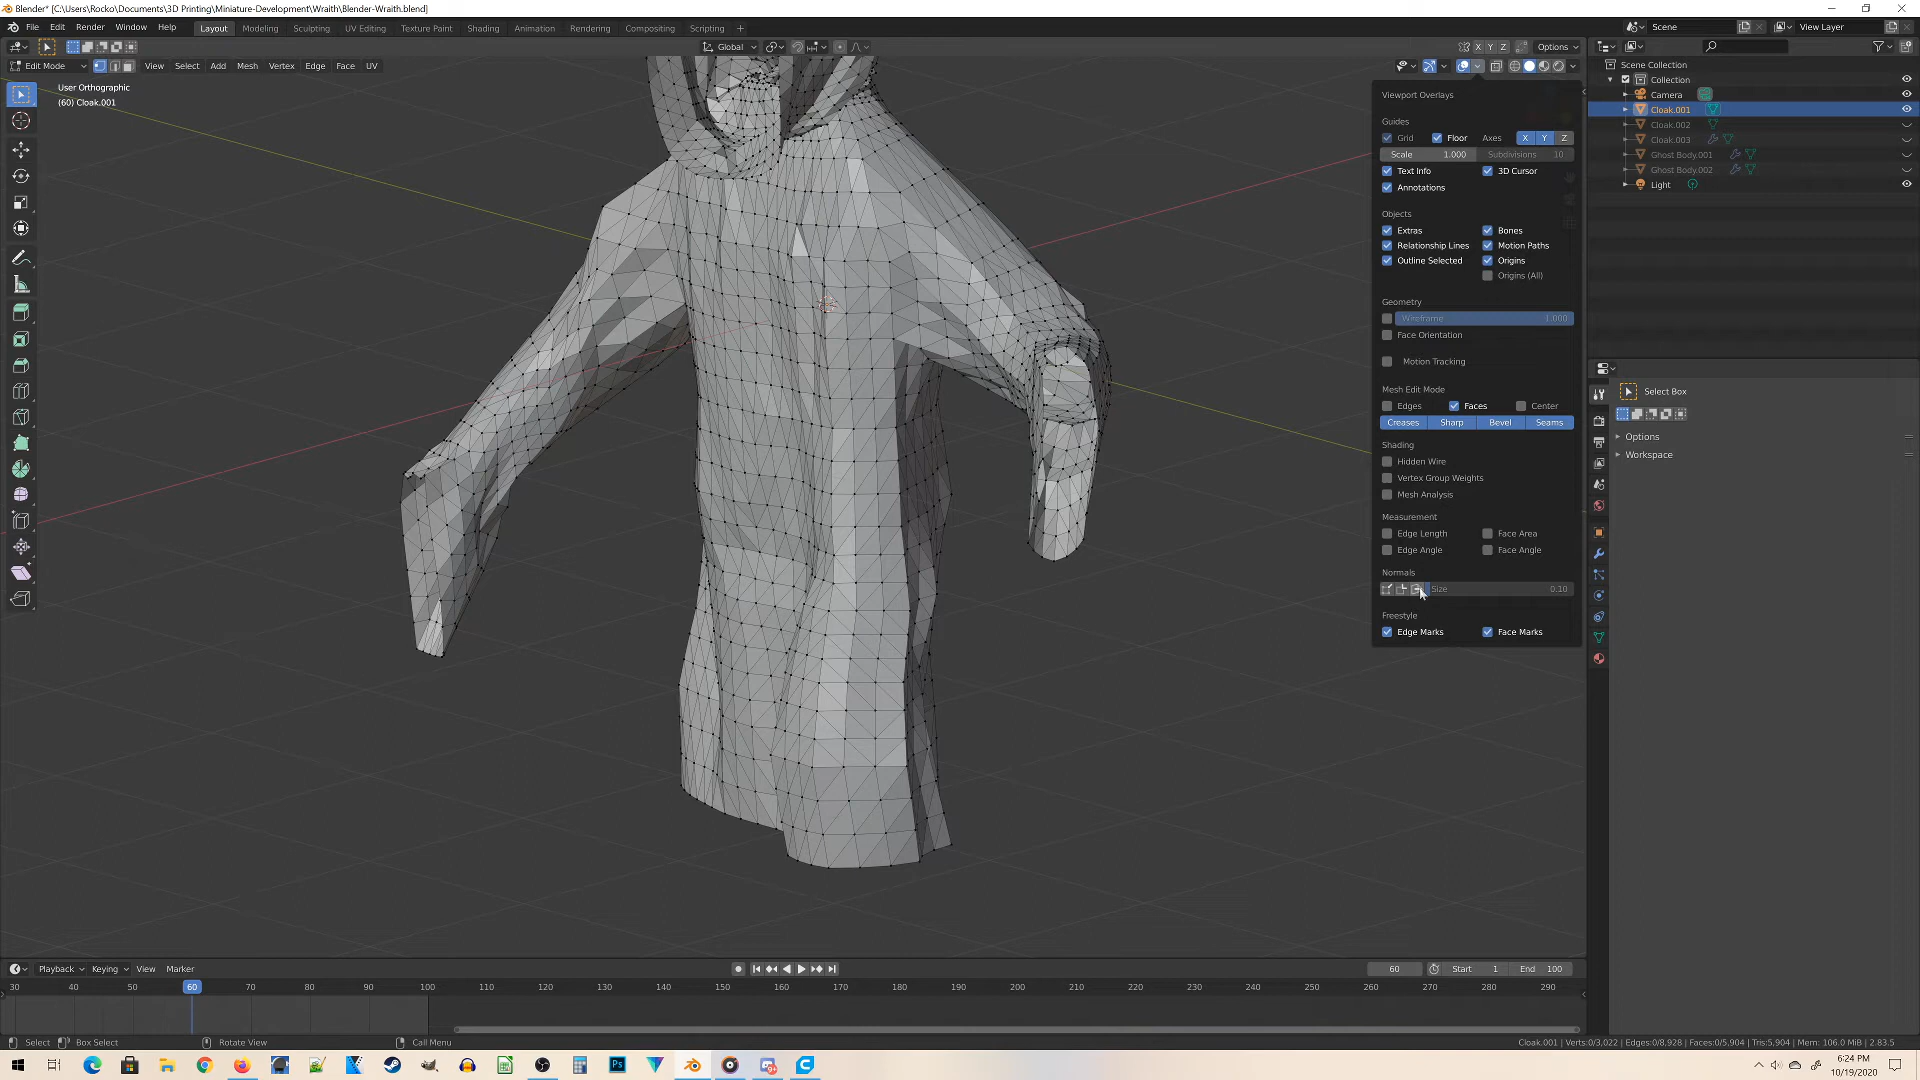 Blender* [C:\Users\Rocko\Documents\3D Printing\Miniature-Development\Wraith\Blender-Wraith.blend]
File Edit Render Window Help Layout Modeling Sculpting UV Editing Texture Paint Shading Animation Rendering Compositing Scripting + Scene View Layer
Global X Y Z Options
Edit Mode View Select Add Mesh Vertex Edge Face UV
User Orthographic
(60) Cloak.001
Viewport Overlays
Guides
Grid Floor Axes X Y Z
Scale 1.000 Subdivisions 10
Text Info 3D Cursor
Annotations
Objects
Extras Bones
Relationship Lines Motion Paths
Outline Selected Origins
Origins (All)
Geometry
Wireframe 1.000
Face Orientation
Motion Tracking
Mesh Edit Mode
Edges Faces Center
Creases Sharp Bevel Seams
Shading
Hidden Wire
Vertex Group Weights
Mesh Analysis
Measurement
Edge Length Face Area
Edge Angle Face Angle
Normals
Size 0.10
Freestyle
Edge Marks Face Marks
Scene Collection
Collection
Camera
Cloak.001
Cloak.002
Cloak.003
Ghost Body.001
Ghost Body.002
Light
Select Box
Options
Workspace
Playback Keying View Marker 60 Start 1 End 100
30 40 50 60 70 80 90 100 110 120 130 140 150 160 170 180 190 200 210 220 230 240 250 260 270 280 290
Select Box Select Rotate View Call Menu Cloak.001 | Verts:0/3,022 | Edges:0/8,928 | Faces:0/5,904 | Tris:5,904 | Mem: 106.0 MiB | 2.83.5
6:24 PM
10/19/2020